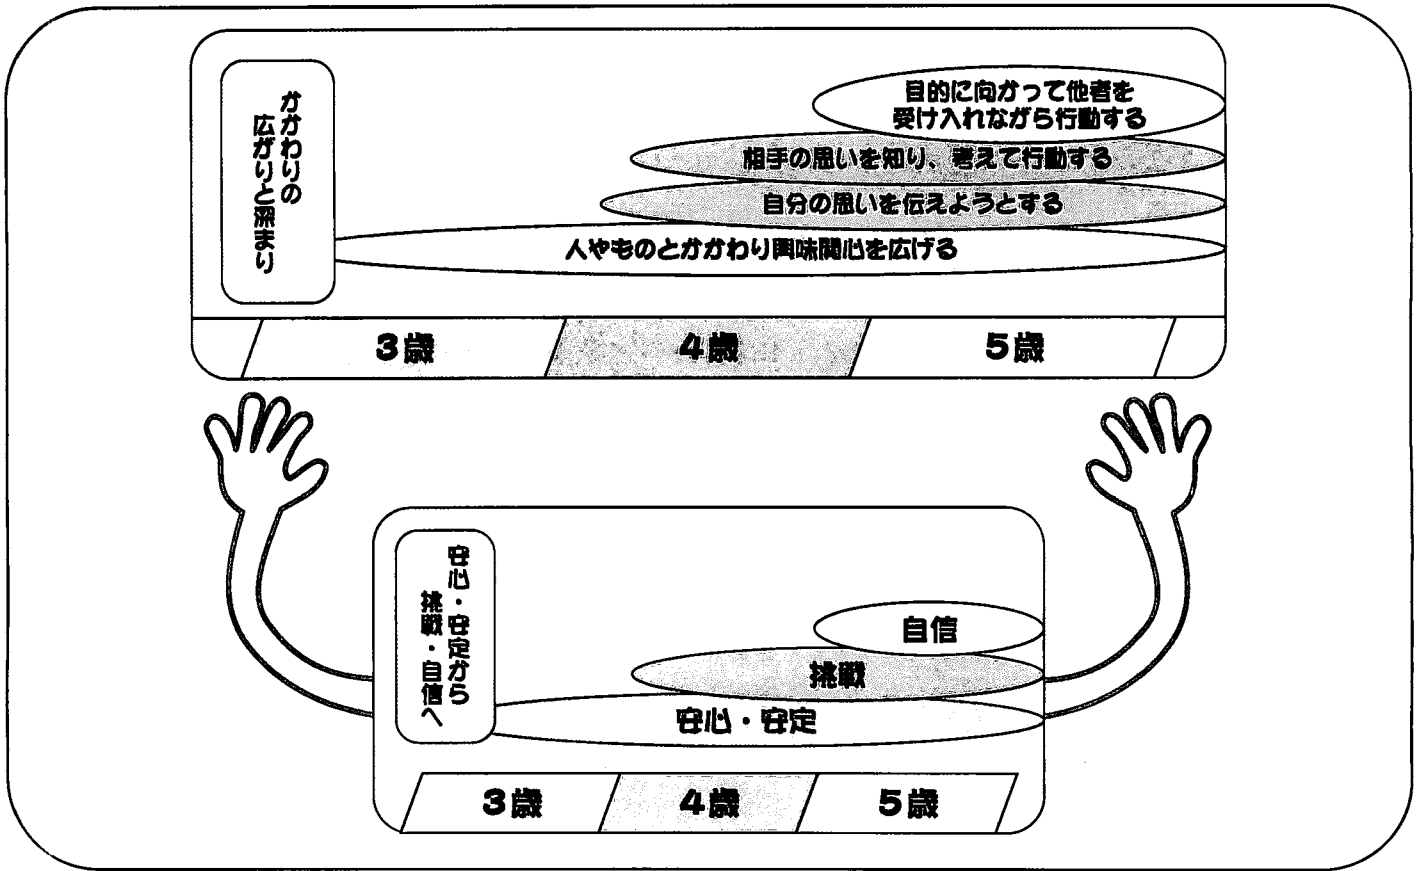 かかわりの
広がりと深まり
目的に向かって他者を
受け入れながら行動する
相手の思いを知り、考えて行動する
自分の思いを伝えようとする
人やものとかかわり興味関心を広げる
3歳
4歳
5歳
安心・安定から
挑戦・自信へ
自信
挑戦
安心・安定
3歳
4歳
5歳